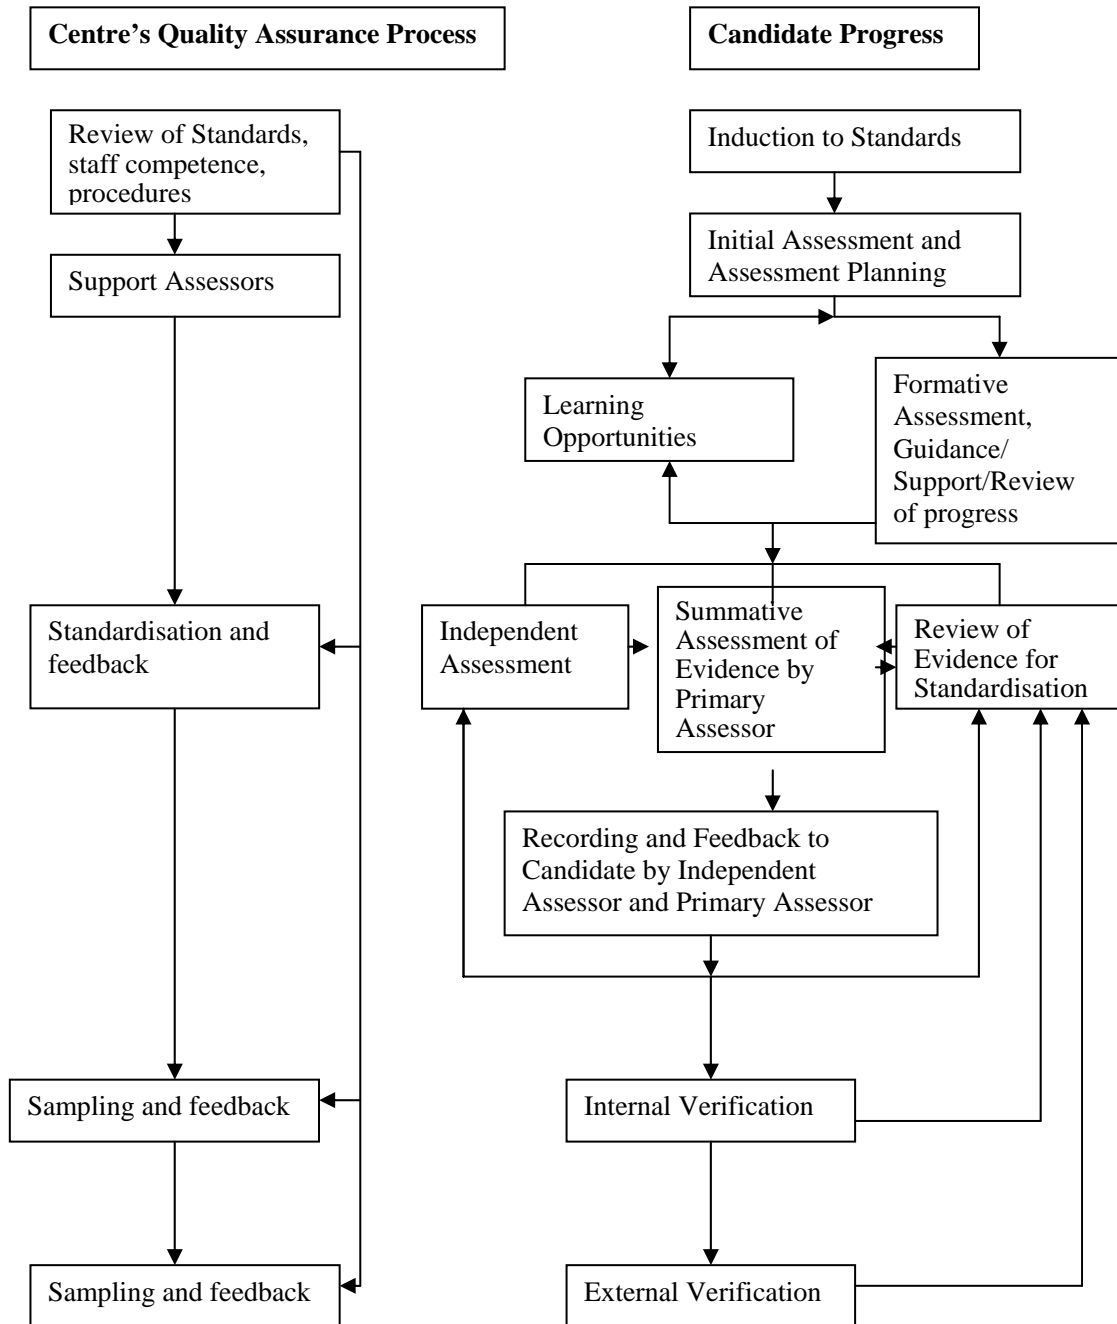 Centre's Quality Assurance Process
Candidate Progress
Review of Standards,
staff competence,
procedures
Support Assessors
Standardisation and
feedback
Sampling and feedback
Sampling and feedback
Induction to Standards
Initial Assessment and
Assessment Planning
Learning
Opportunities
Formative
Assessment,
Guidance/
Support/Review
of progress
Independent
Assessment
Summative
Assessment of
Evidence by
Primary
Assessor
Review of
Evidence for
Standardisation
Recording and Feedback to
Candidate by Independent
Assessor and Primary Assessor
Internal Verification
External Verification